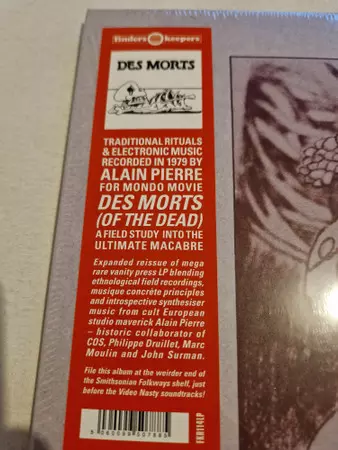 finders keepers
DES MORTS
TRADITIONAL RITUALS
& ELECTRONIC MUSIC
RECORDED IN 1979 BY
ALAIN PIERRE
FOR MONDO MOVIE
DES MORTS
(OF THE DEAD)
A FIELD STUDY INTO THE
ULTIMATE MACABRE
Expanded reissue of mega
rare vanity press LP blending
ethnological field recordings,
musique concrète principles
and introspective synthesiser
music from cult European
studio maverick Alain Pierre
– historic collaborator of
COS, Philippe Druillet, Marc
Moulin and John Surman.
File this album at the weirder end of
the Smithsonian Folkways shelf, just
before the Video Nasty soundtracks!
FKR114LP